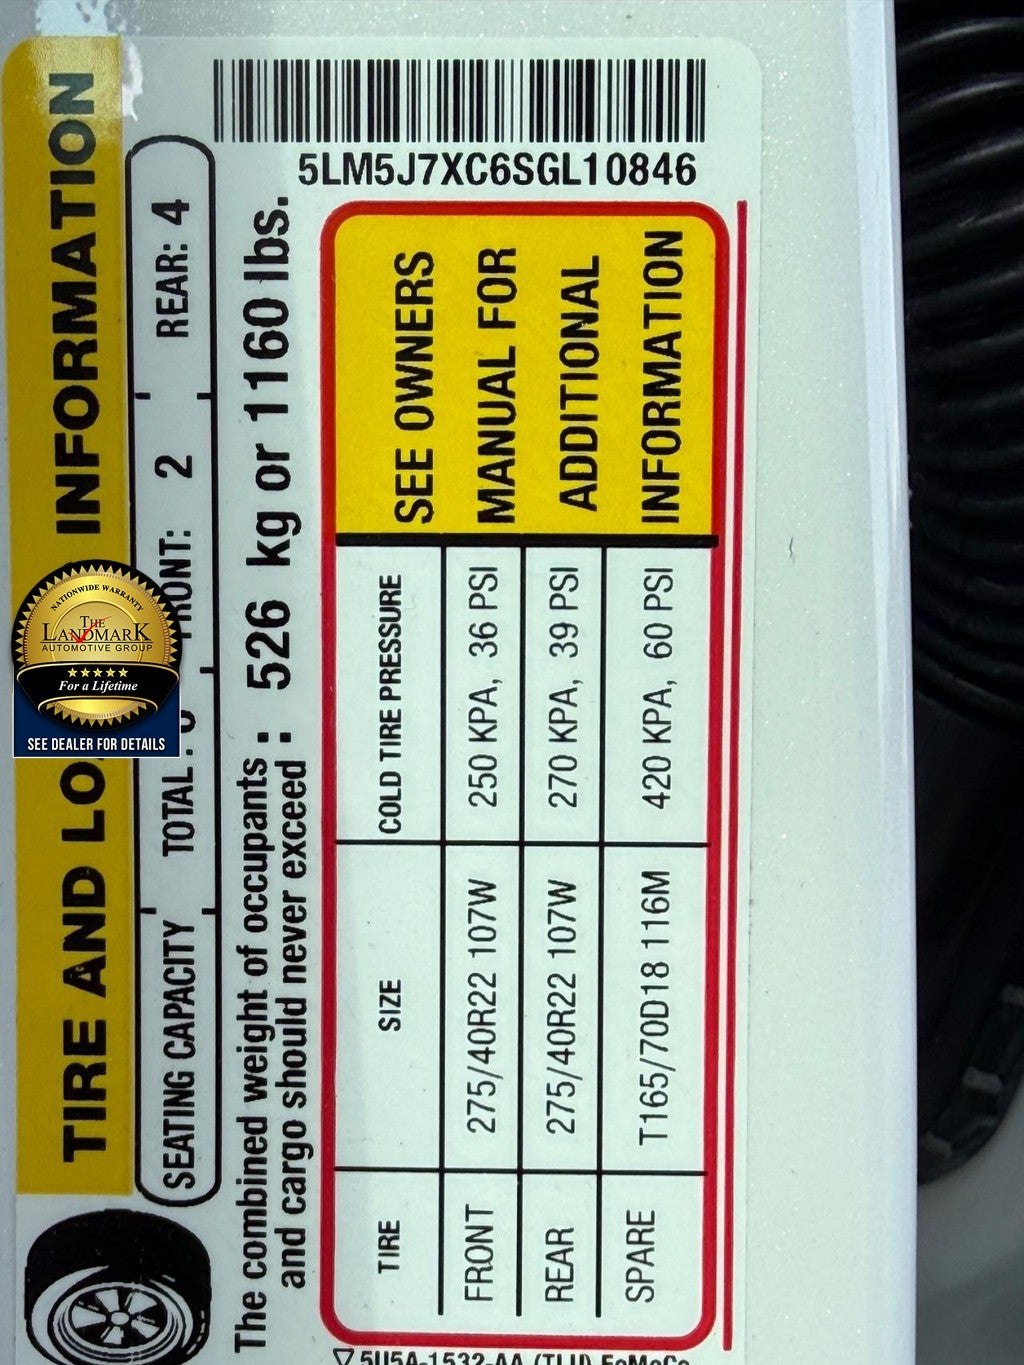 TIRE AND LO INFORMATION
SEATING CAPACITY TOTAL: FRONT: 2 REAR: 4
The combined weight of occupants
and cargo should never exceed : 526 kg or 1160 lbs.
5LM5J7XC6SGL10846
TIRE SIZE COLD TIRE PRESSURE
FRONT 275/40R22 107W 250 KPA, 36 PSI
REAR 275/40R22 107W 270 KPA, 39 PSI
SPARE T165/70D18 116M 420 KPA, 60 PSI
SEE OWNERS
MANUAL FOR
ADDITIONAL
INFORMATION
NATIONWIDE WARRANTY
THE
LANDMARK
AUTOMOTIVE GROUP
For a Lifetime
SEE DEALER FOR DETAILS